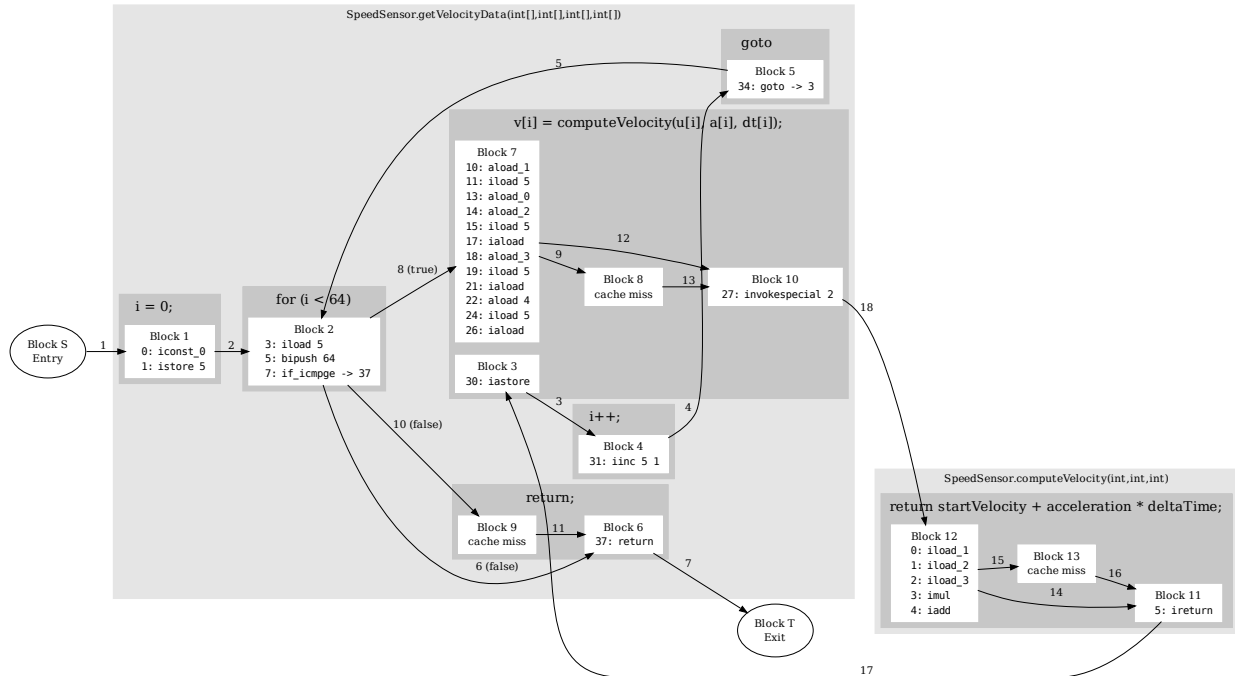 SpeedSensor.getVelocityData(int[],int[],int[],int[])
goto
Block 5
34: goto -> 3
5
v[i] = computeVelocity(u[i], a[i], dt[i]);
Block 7
10: aload_1
11: iload 5
13: aload_0
14: aload_2
15: iload 5
17: iaload
18: aload_3
19: iload 5
21: iaload
22: aload 4
24: iload 5
26: iaload
12
9
8 (true)
Block 8
cache miss
13
Block 10
27: invokespecial 2
18
i = 0;
Block 1
0: iconst_0
1: istore 5
for (i < 64)
Block 2
3: iload 5
5: bipush 64
7: if_icmpge -> 37
Block S
Entry
1
2
Block 3
30: iastore
3
4
i++;
Block 4
31: iinc 5 1
10 (false)
return;
Block 9
cache miss
11
Block 6
37: return
6 (false)
7
Block T
Exit
SpeedSensor.computeVelocity(int,int,int)
return startVelocity + acceleration * deltaTime;
Block 12
0: iload_1
1: iload_2
2: iload_3
3: imul
4: iadd
15
Block 13
cache miss
16
14
Block 11
5: ireturn
17